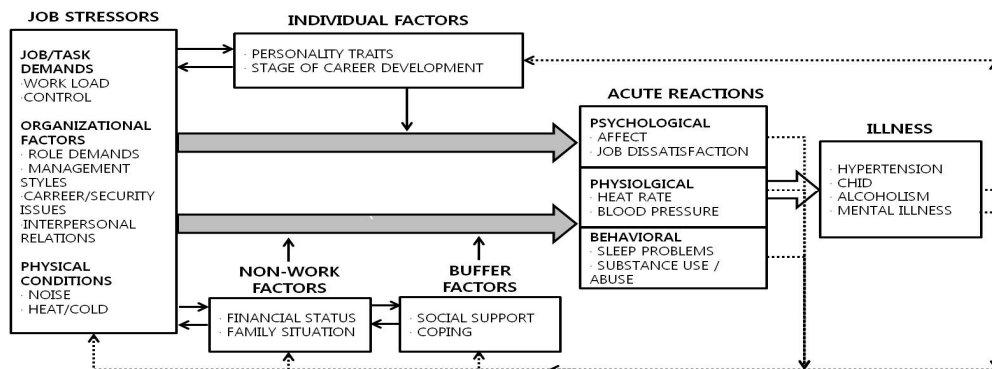 JOB STRESSORS
JOB/TASK
DEMANDS
·WORK LOAD
·CONTROL
ORGANIZATIONAL
FACTORS
· ROLE DEMANDS
· MANAGEMENT
STYLES
·CARREER/SECURITY
ISSUES
·INTERPERSONAL
RELATIONS
PHYSICAL
CONDITIONS
· NOISE
· HEAT/COLD
INDIVIDUAL FACTORS
· PERSONALITY TRAITS
· STAGE OF CAREER DEVELOPMENT
NON-WORK
FACTORS
· FINANCIAL STATUS
· FAMILY SITUATION
BUFFER
FACTORS
· SOCIAL SUPPORT
· COPING
ACUTE REACTIONS
PSYCHOLOGICAL
· AFFECT
· JOB DISSATISFACTION
PHYSIOLGICAL
· HEAT RATE
· BLOOD PRESSURE
BEHAVIORAL
· SLEEP PROBLEMS
· SUBSTANCE USE /
ABUSE
ILLNESS
· HYPERTENSION
· CHID
· ALCOHOLISM
· MENTAL ILLNESS